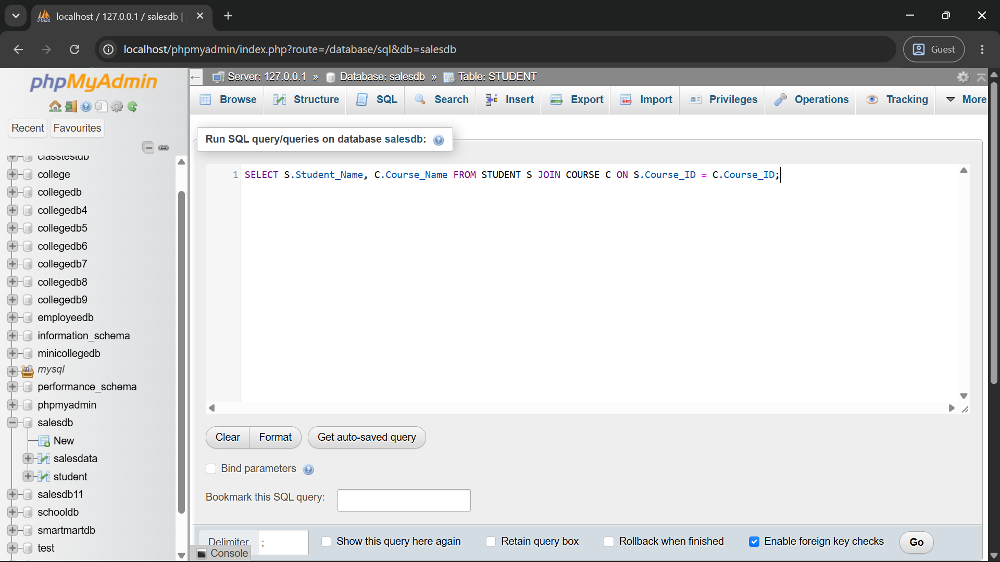 localhost / 127.0.0.1 / salesdb |
localhost/phpmyadmin/index.php?route=/database/sql&db=salesdb
Guest
phpMyAdmin
Recent
Favourites
classtestdb
college
collegedb
collegedb4
collegedb5
collegedb6
collegedb7
collegedb8
collegedb9
employeedb
information_schema
minicollegedb
mysql
performance_schema
phpmyadmin
salesdb
New
salesdata
student
salesdb11
schooldb
smartmartdb
test
Server: 127.0.0.1 » Database: salesdb » Table: STUDENT
Browse Structure SQL Search Insert Export Import Privileges Operations Tracking More
Run SQL query/queries on database salesdb:
1 SELECT S.Student_Name, C.Course_Name FROM STUDENT S JOIN COURSE C ON S.Course_ID = C.Course_ID;
Clear Format Get auto-saved query
Bind parameters
Bookmark this SQL query:
Delimiter ; Show this query here again Retain query box Rollback when finished Enable foreign key checks Go
Console